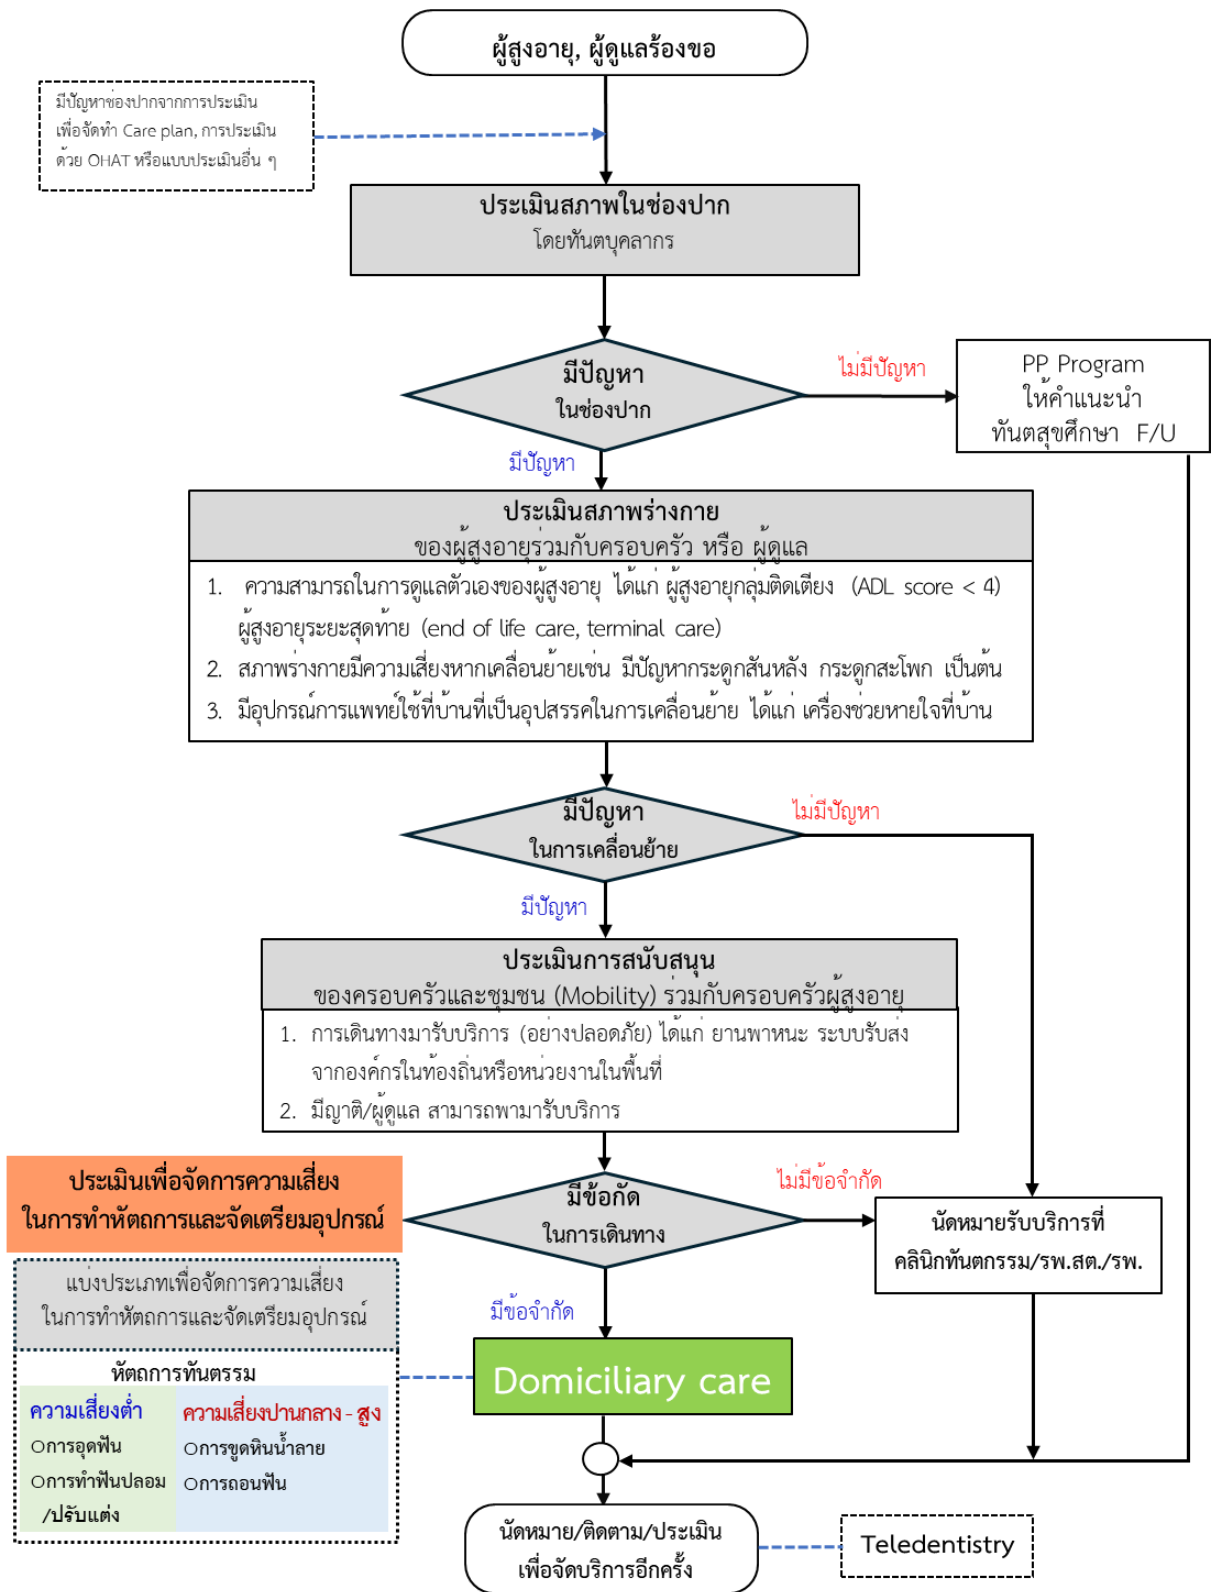 ผู้สูงอายุ, ผู้ดูแลร้องขอ
มีปัญหาช่องปากจากการประเมิน
เพื่อจัดทำ Care plan, การประเมิน
ด้วย OHAT หรือแบบประเมินอื่น ๆ
ประเมินสภาพในช่องปาก
โดยทันตบุคลากร
มีปัญหา
ในช่องปาก
ไม่มีปัญหา
PP Program
ให้คำแนะนำ
ทันตสุขศึกษา F/U
มีปัญหา
ประเมินสภาพร่างกาย
ของผู้สูงอายุร่วมกับครอบครัว หรือ ผู้ดูแล
1. ความสามารถในการดูแลตัวเองของผู้สูงอายุ ได้แก่ ผู้สูงอายุกลุ่มติดเตียง (ADL score < 4)
ผู้สูงอายุระยะสุดท้าย (end of life care, terminal care)
2. สภาพร่างกายมีความเสี่ยงหากเคลื่อนย้ายเช่น มีปัญหากระดูกสันหลัง กระดูกสะโพก เป็นต้น
3. มีอุปกรณ์การแพทย์ใช้ที่บ้านที่เป็นอุปสรรคในการเคลื่อนย้าย ได้แก่ เครื่องช่วยหายใจที่บ้าน
มีปัญหา
ในการเคลื่อนย้าย
ไม่มีปัญหา
มีปัญหา
ประเมินการสนับสนุน
ของครอบครัวและชุมชน (Mobility) ร่วมกับครอบครัวผู้สูงอายุ
1. การเดินทางมารับบริการ (อย่างปลอดภัย) ได้แก่ ยานพาหนะ ระบบรับส่ง
จากองค์กรในท้องถิ่นหรือหน่วยงานในพื้นที่
2. มีญาติ/ผู้ดูแล สามารถพามารับบริการ
ประเมินเพื่อจัดการความเสี่ยง
ในการทำหัตถการและจัดเตรียมอุปกรณ์
มีข้อกัด
ในการเดินทาง
ไม่มีข้อจำกัด
นัดหมายรับบริการที่
คลินิกทันตกรรม/รพ.สต./รพ.
แบ่งประเภทเพื่อจัดการความเสี่ยง
ในการทำหัตถการและจัดเตรียมอุปกรณ์
มีข้อจำกัด
หัตถการทันตรรม
Domiciliary care
ความเสี่ยงต่ำ
Oการอุดฟัน
Oการทำฟันปลอม
/ปรับแต่ง
ความเสี่ยงปานกลาง - สูง
Oการขูดหินน้ำลาย
Oการถอนฟัน
นัดหมาย/ติดตาม/ประเมิน
เพื่อจัดบริการอีกครั้ง
Teledentistry